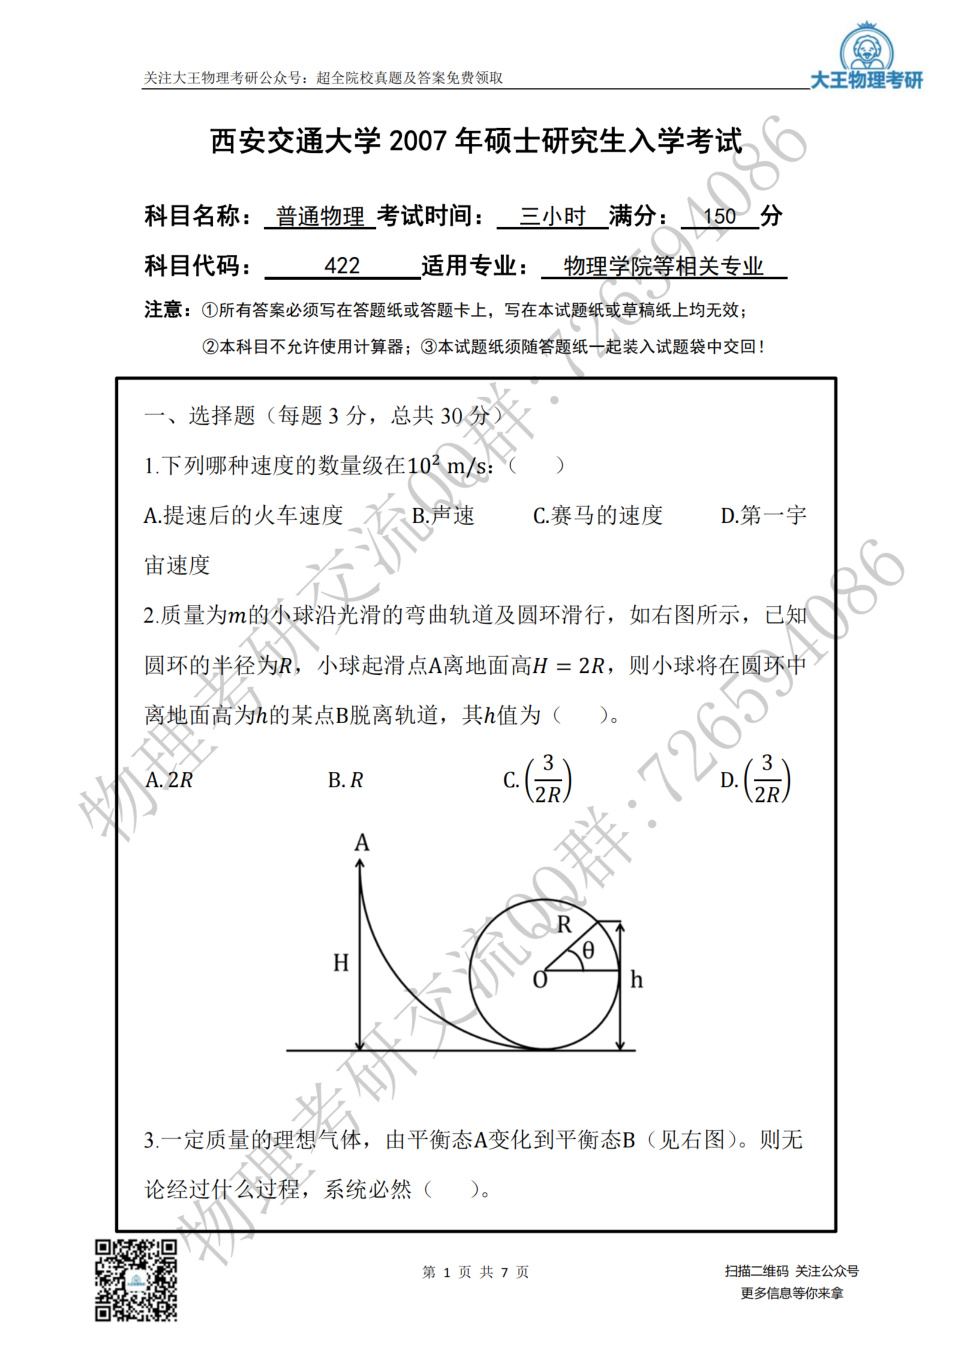 关注大王物理考研公众号：超全院校真题及答案免费领取
大王物理考研
西安交通大学 2007 年硕士研究生入学考试
科目名称： 普通物理 考试时间： 三小时 满分： 150 分
科目代码： 422 适用专业： 物理学院等相关专业
注意：①所有答案必须写在答题纸或答题卡上，写在本试题纸或草稿纸上均无效；
②本科目不允许使用计算器；③本试题纸须随答题纸一起装入试题袋中交回！
一、选择题（每题 3 分，总共 30 分）
1.下列哪种速度的数量级在10² m/s:（ ）
A.提速后的火车速度 B.声速 C.赛马的速度 D.第一宇
宙速度
2.质量为m的小球沿光滑的弯曲轨道及圆环滑行，如右图所示，已知
圆环的半径为R，小球起滑点A离地面高H = 2R，则小球将在圆环中
离地面高为h的某点B脱离轨道，其h值为（ ）。
A. 2R B. R C. (3/2R) D. (3/2R)
A
R
θ
H
O
h
3.一定质量的理想气体，由平衡态A变化到平衡态B（见右图）。则无
论经过什么过程，系统必然（ ）。
物理考研交流QQ群：726594086
物理考研交流QQ群：726594086
大王物理考研
第 1 页 共 7 页
扫描二维码 关注公众号
更多信息等你来拿